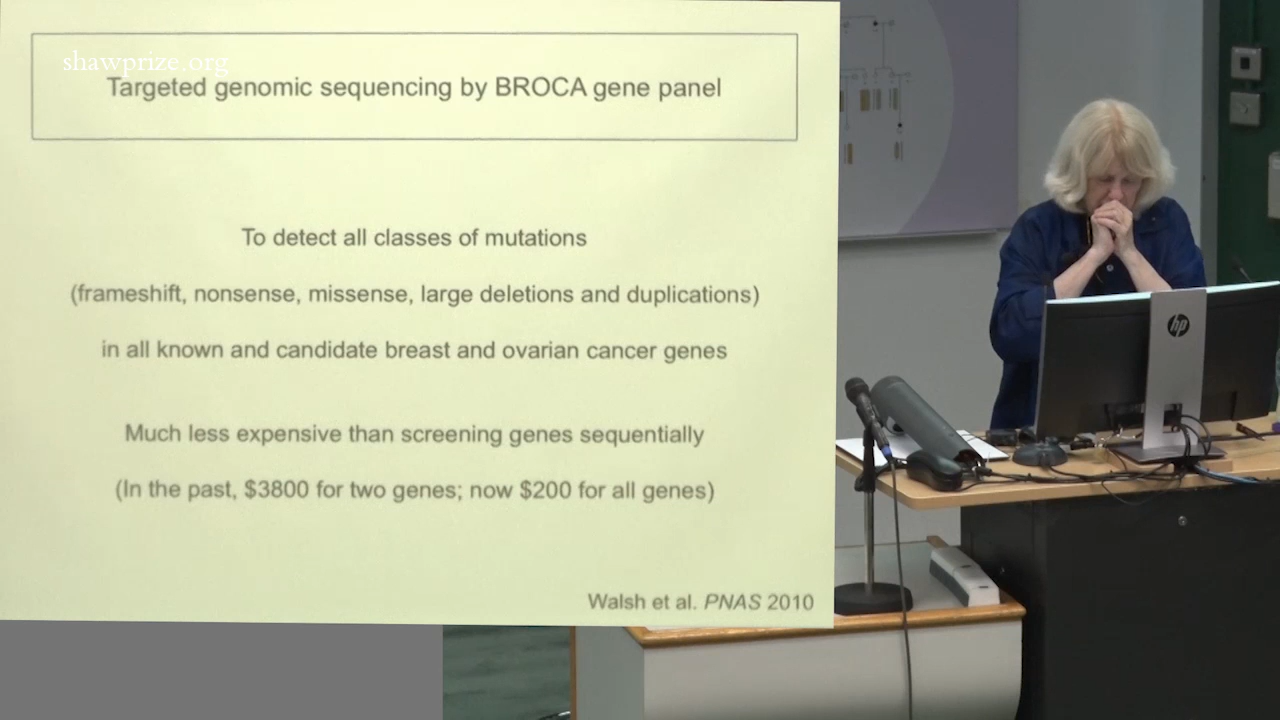 shawprize.org
Targeted genomic sequencing by BROCA gene panel
To detect all classes of mutations
(frameshift, nonsense, missense, large deletions and duplications)
in all known and candidate breast and ovarian cancer genes
Much less expensive than screening genes sequentially
(In the past, $3800 for two genes; now $200 for all genes)
Walsh et al. PNAS 2010
hp